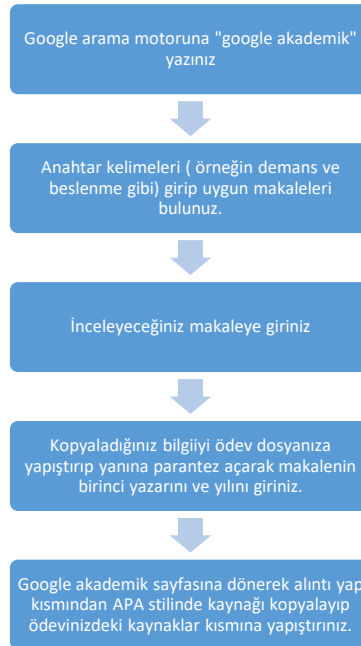 Google arama motoruna "google akademik"
yazınız
Anahtar kelimeleri ( örneğin demans ve
beslenme gibi) girip uygun makaleleri
bulunuz.
İnceleyeceğiniz makaleye giriniz
Kopyaladığınız bilgiiyi ödev dosyanıza
yapıştırıp yanına parantez açarak makalenin
birinci yazarını ve yılını giriniz.
Google akademik sayfasına dönerek alıntı yap
kısmından APA stilinde kaynağı kopyalayıp
ödevinizdeki kaynaklar kısmına yapıştırınız.